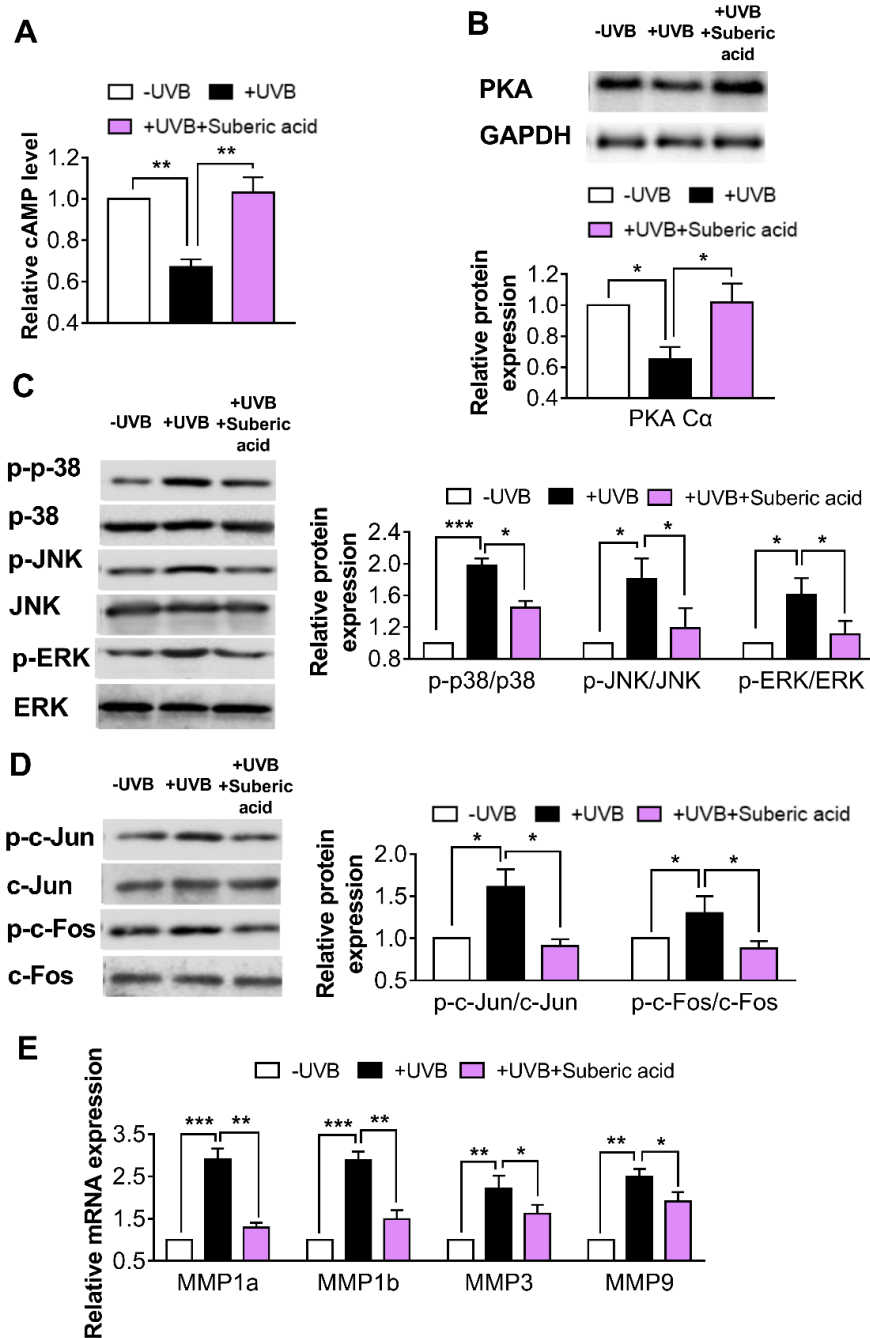 A
-UVB +UVB
+UVB+Suberic acid
Relative cAMP level
1.2
1.0
0.8
0.6
0.4
** **
B
-UVB +UVB +UVB
+Suberic
acid
PKA
GAPDH
-UVB +UVB
+UVB+Suberic acid
Relative protein
expression
1.2
1.0
0.8
0.6
0.4
* *
PKA Cα
C
-UVB +UVB +UVB
+Suberic
acid
p-p-38
p-38
p-JNK
JNK
p-ERK
ERK
-UVB +UVB +UVB+Suberic acid
Relative protein
expression
2.4
2.0
1.6
1.2
0.8
*** * * * * *
p-p38/p38 p-JNK/JNK p-ERK/ERK
D
-UVB +UVB +UVB
+Suberic
acid
p-c-Jun
c-Jun
p-c-Fos
c-Fos
-UVB +UVB +UVB+Suberic acid
Relative protein
expression
2.0
1.5
1.0
0.5
* * * *
p-c-Jun/c-Jun p-c-Fos/c-Fos
E
-UVB +UVB +UVB+Suberic acid
Relative mRNA expression
3.5
2.5
1.5
0.5
*** ** *** ** ** * ** *
MMP1a MMP1b MMP3 MMP9